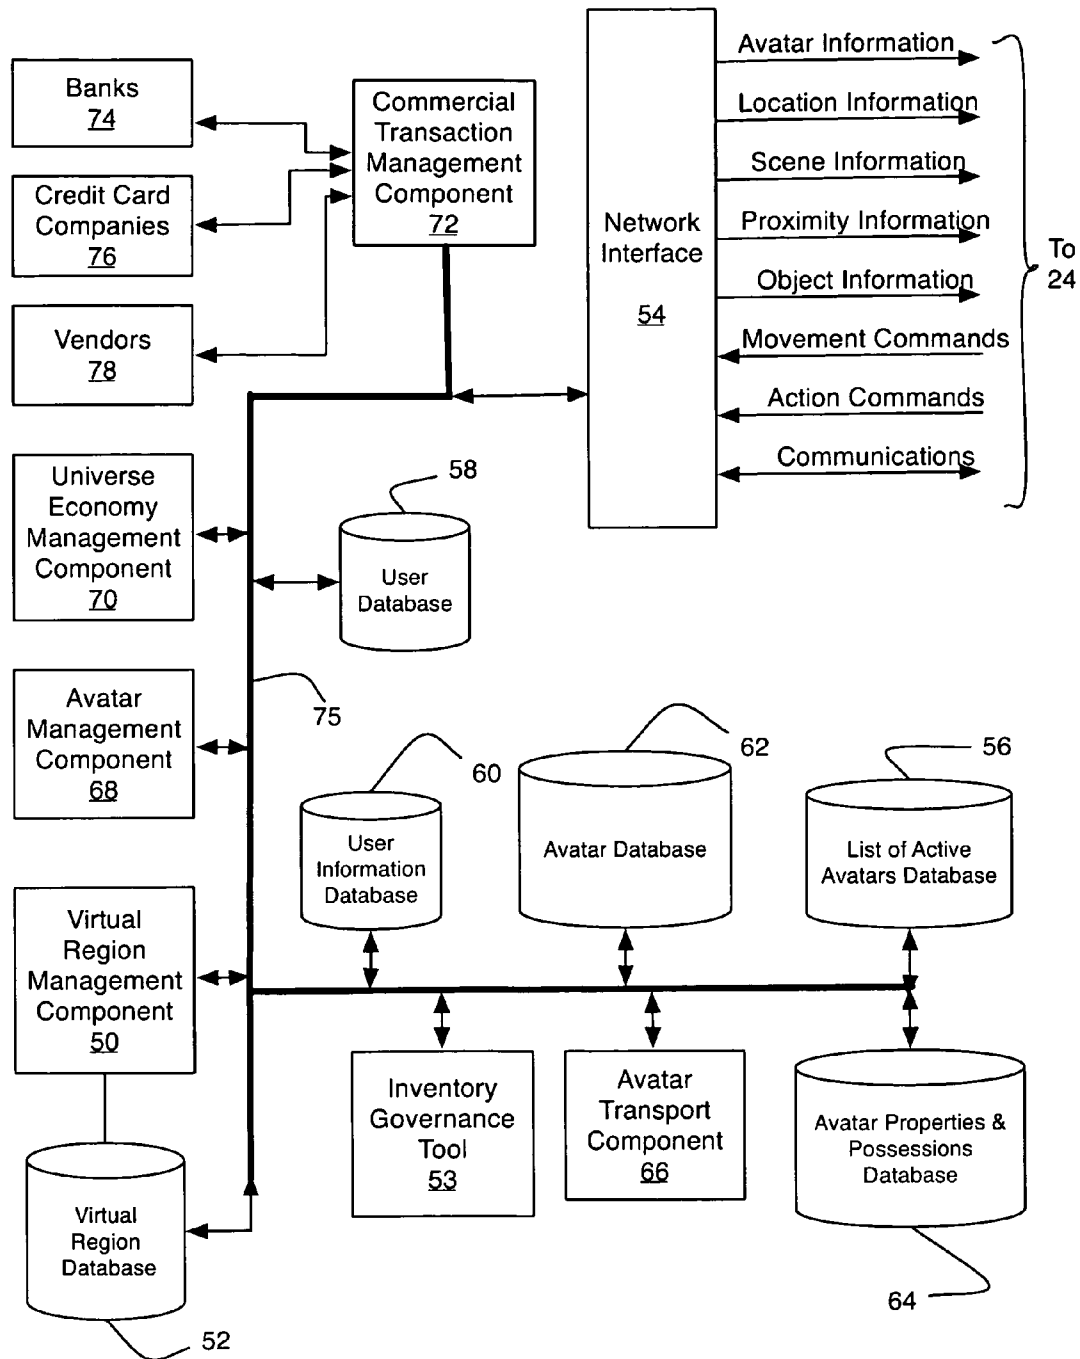 Banks
74
Credit Card
Companies
76
Vendors
78
Commercial
Transaction
Management
Component
72
Network
Interface
54
Avatar Information
Location Information
Scene Information
Proximity Information
Object Information
Movement Commands
Action Commands
Communications
To
24
Universe
Economy
Management
Component
70
58
User
Database
Avatar
Management
Component
68
75
60
62
56
User
Information
Database
Avatar Database
List of Active
Avatars Database
Virtual
Region
Management
Component
50
Inventory
Governance
Tool
53
Avatar
Transport
Component
66
Avatar Properties &
Possessions
Database
64
Virtual
Region
Database
52